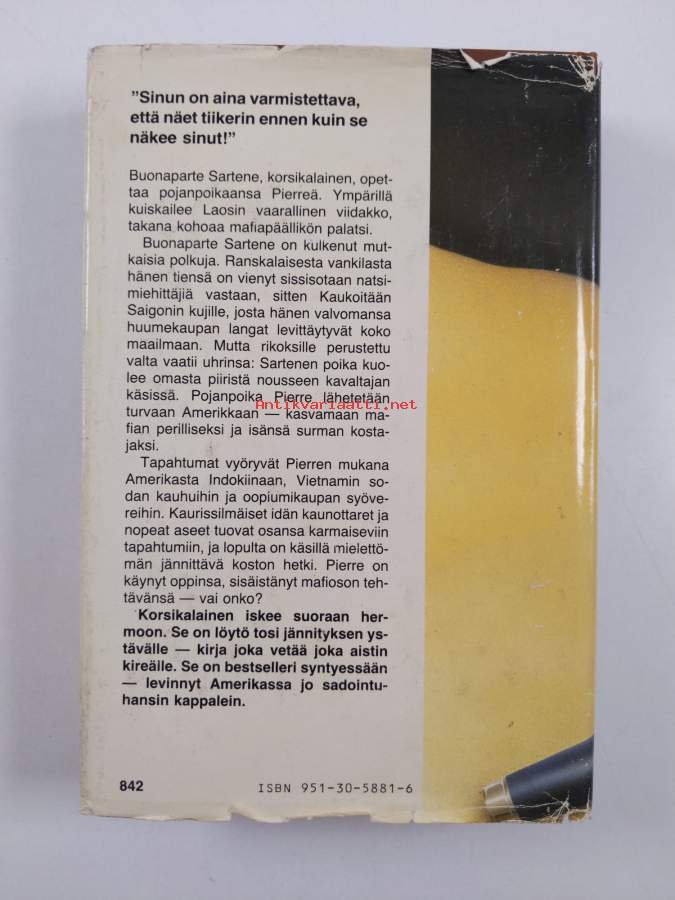 ”Sinun on aina varmistettava,
että näet tiikerin ennen kuin se
näkee sinut!”
Buonaparte Sartene, korsikalainen, opet-
taa pojanpoikaansa Pierreä. Ympärillä
kuiskailee Laosin vaarallinen viidakko,
takana kohoaa mafiapäällikön palatsi.
Buonaparte Sartene on kulkenut mut-
kaisia polkuja. Ranskalaisesta vankilasta
hänen tiensä on vienyt sissisotaan natsi-
miehittäjiä vastaan, sitten Kaukoitään
Saigonin kujille, josta hänen valvomansa
huumekaupan langat levittäytyvät koko
maailmaan. Mutta rikoksille perustettu
valta vaatii uhrinsa: Sartenen poika kuo-
lee omasta piiristä nousseen kavaltajan
käsissä. Pojanpoika Pierre lähetetään
turvaan Amerikkaan — kasvamaan ma-
fian perilliseksi ja isänsä surman kosta-
jaksi.
Antikvariaatti.net
Tapahtumat vyöryvät Pierren mukana
Amerikasta Indokiinaan, Vietnamin so-
dan kauhuihin ja oopiumikaupan syöve-
reihin. Kaurissilmäiset idän kaunottaret ja
nopeat aseet tuovat osansa karmaiseviin
tapahtumiin, ja lopulta on käsillä mielettö-
män jännittävä koston hetki. Pierre on
käynyt oppinsa, sisäistänyt mafioson teh-
tävänsä — vai onko?
Korsikalainen iskee suoraan her-
moon. Se on löytö tosi jännityksen ys-
tävälle — kirja joka vetää joka aistin
kireälle. Se on bestselleri syntyessään
— levinnyt Amerikassa jo sadointu-
hansin kappalein.
842
ISBN 951-30-5881-6